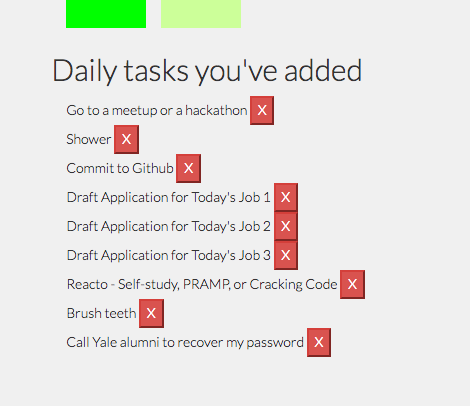 Daily tasks you've added
Go to a meetup or a hackathon X
Shower X
Commit to Github X
Draft Application for Today's Job 1 X
Draft Application for Today's Job 2 X
Draft Application for Today's Job 3 X
Reacto - Self-study, PRAMP, or Cracking Code X
Brush teeth X
Call Yale alumni to recover my password X